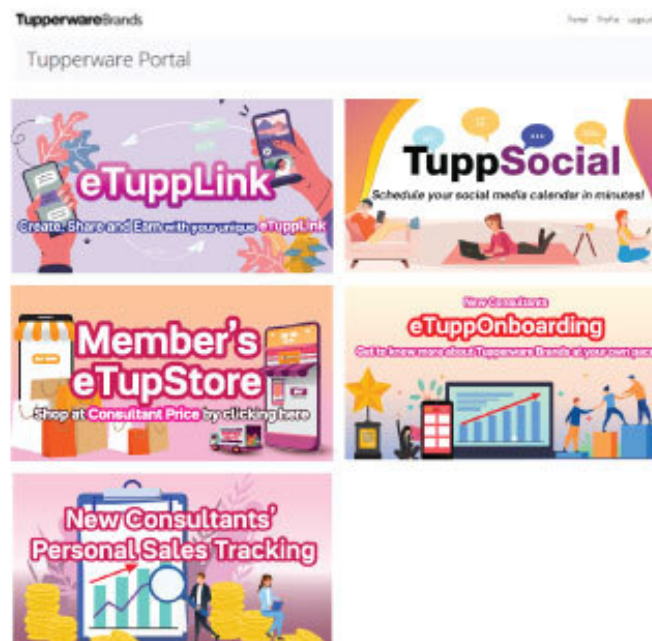 TupperwareBrands
Portal Profile Logout
Tupperware Portal
eTuppLink
Create, Share and Earn with your unique eTuppLink
TuppSocial
Schedule your social media calendar in minutes!
Member's
eTupStore
Shop at Consultant Price by clicking here
New Consultants
eTuppOnboarding
Get to know more about Tupperware Brands at your own pace
New Consultants'
Personal Sales Tracking